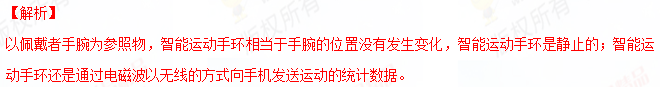 【解析】
以佩戴者手腕为参照物，智能运动手环相当于手腕的位置没有发生变化，智能运动手环是静止的；智能运
动手环还是通过电磁波以无线的方式向手机发送运动的统计数据。